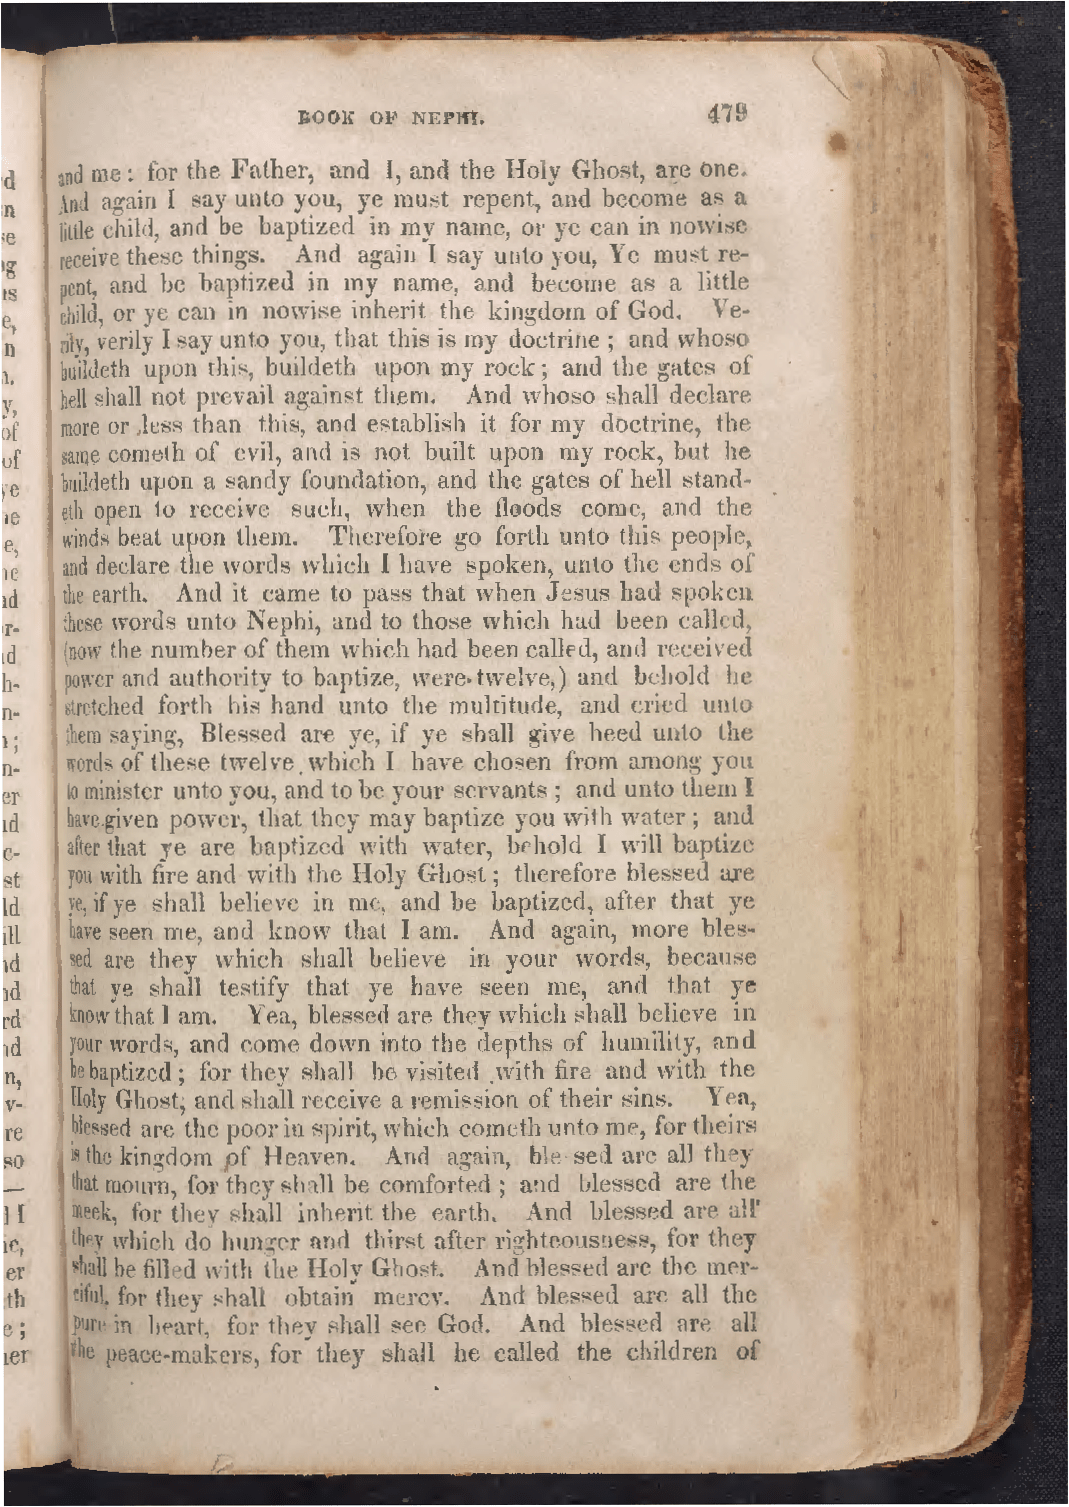 BOOK OF NEPHI. 479
and me: for the Father, and I, and the Holy Ghost, are one.
And again I say unto you, ye must repent, and become as a
little child, and be baptized in my name, or ye can in nowise
receive these things. And again I say unto you, Ye must re-
pent, and be baptized in my name, and become as a little
child, or ye can in nowise inherit the kingdom of God. Ve-
rily, verily I say unto you, that this is my doctrine; and whoso
buildeth upon this, buildeth upon my rock; and the gates of
hell shall not prevail against them. And whoso shall declare
more or less than this, and establish it for my doctrine, the
same cometh of evil, and is not built upon my rock, but he
buildeth upon a sandy foundation, and the gates of hell stand-
eth open to receive such, when the floods come, and the
winds beat upon them. Therefore go forth unto this people,
and declare the words which I have spoken, unto the ends of
the earth. And it came to pass that when Jesus had spoken
these words unto Nephi, and to those which had been called,
(now the number of them which had been called, and received
power and authority to baptize, were twelve,) and behold he
stretched forth his hand unto the multitude, and cried unto
them saying, Blessed are ye, if ye shall give heed unto the
words of these twelve which I have chosen from among you
to minister unto you, and to be your servants; and unto them I
have given power, that they may baptize you with water; and
after that ye are baptized with water, behold I will baptize
you with fire and with the Holy Ghost; therefore blessed are
ye, if ye shall believe in me, and be baptized, after that ye
have seen me, and know that I am. And again, more bles-
sed are they which shall believe in your words, because
that ye shall testify that ye have seen me, and that ye
know that I am. Yea, blessed are they which shall believe in
your words, and come down into the depths of humility, and
be baptized; for they shall be visited with fire and with the
Holy Ghost, and shall receive a remission of their sins. Yea,
blessed are the poor in spirit, which cometh unto me, for theirs
is the kingdom of Heaven. And again, blessed are all they
that mourn, for they shall be comforted; and blessed are the
meek, for they shall inherit the earth. And blessed are all
they which do hunger and thirst after righteousness, for they
shall be filled with the Holy Ghost. And blessed are the mer-
ciful, for they shall obtain mercy. And blessed are all the
pure in heart, for they shall see God. And blessed are all
the peace-makers, for they shall be called the children of